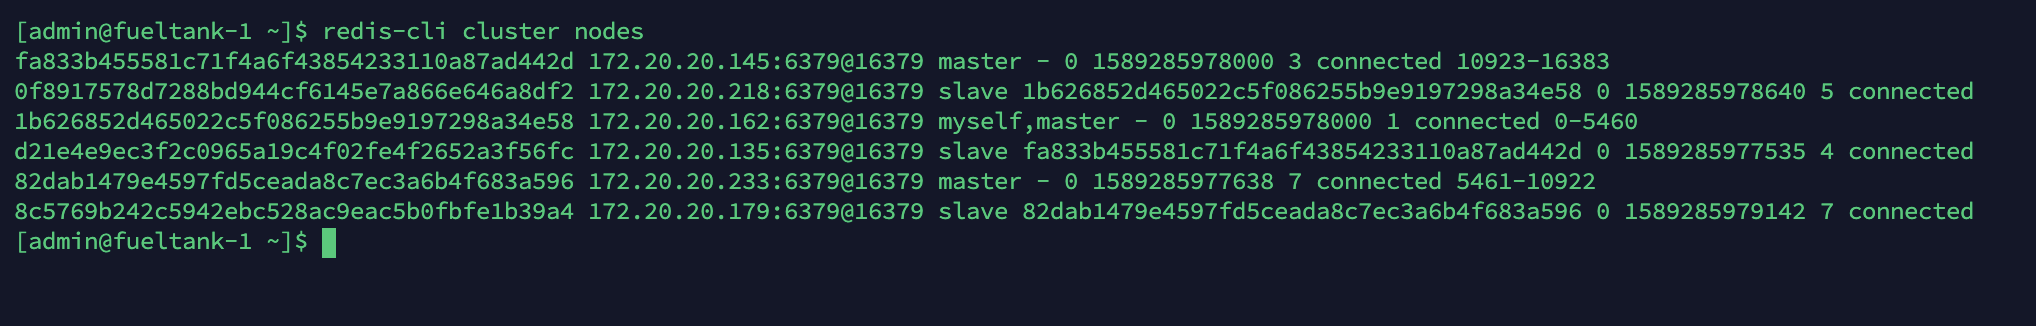 [admin@fueltank-1 ~]$ redis-cli cluster nodes
fa833b455581c71f4a6f43854233110a87ad442d 172.20.20.145:6379@16379 master - 0 1589285978000 3 connected 10923-16383
0f8917578d7288bd944cf6145e7a866e646a8df2 172.20.20.218:6379@16379 slave 1b626852d465022c5f086255b9e9197298a34e58 0 1589285978640 5 connected
1b626852d465022c5f086255b9e9197298a34e58 172.20.20.162:6379@16379 myself,master - 0 1589285978000 1 connected 0-5460
d21e4e9ec3f2c0965a19c4f02fe4f2652a3f56fc 172.20.20.135:6379@16379 slave fa833b455581c71f4a6f43854233110a87ad442d 0 1589285977535 4 connected
82dab1479e4597fd5ceada8c7ec3a6b4f683a596 172.20.20.233:6379@16379 master - 0 1589285977638 7 connected 5461-10922
8c5769b242c5942ebc528ac9eac5b0fbfe1b39a4 172.20.20.179:6379@16379 slave 82dab1479e4597fd5ceada8c7ec3a6b4f683a596 0 1589285979142 7 connected
[admin@fueltank-1 ~]$